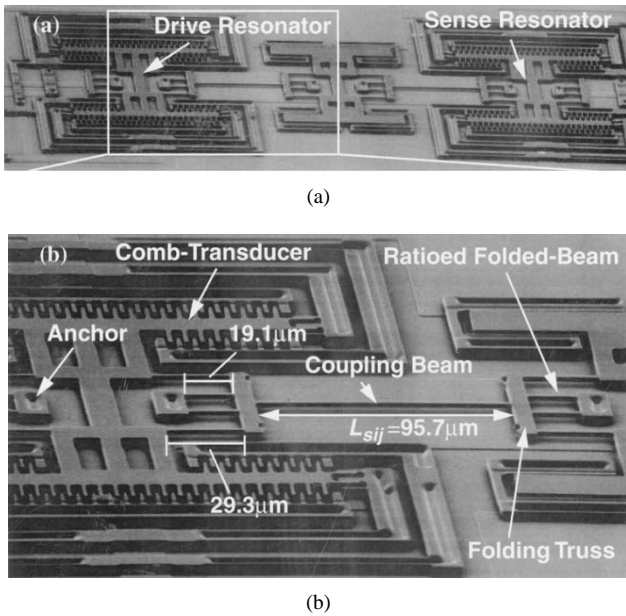 (a)
Drive Resonator
Sense Resonator
(a)
(b)
Comb-Transducer
Ratioed Folded-Beam
Anchor
19.1μm
Coupling Beam
L_sij=95.7μm
29.3μm
Folding Truss
(b)